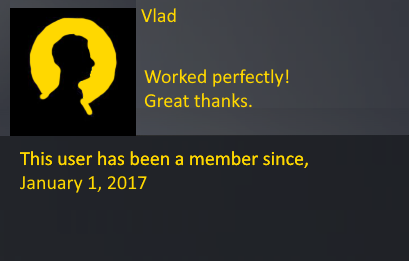 Vlad
Worked perfectly!
Great thanks.
This user has been a member since,
January 1, 2017